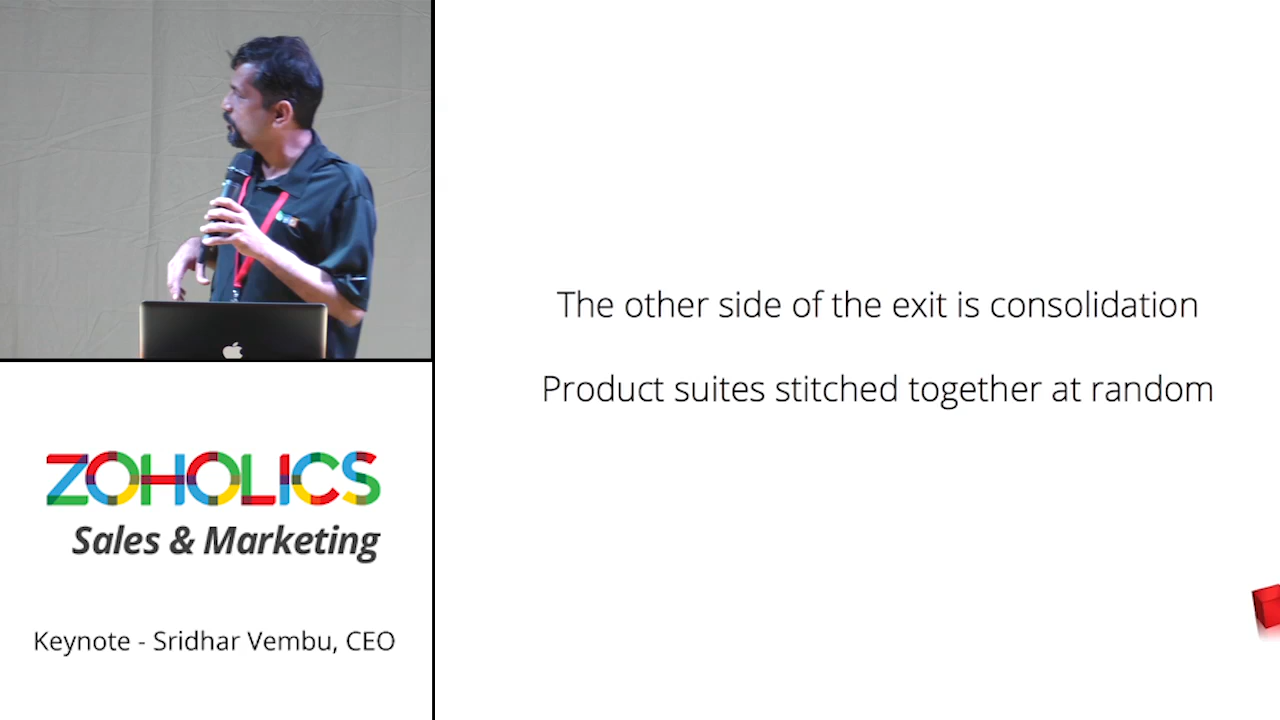 The other side of the exit is consolidation
Product suites stitched together at random
ZOHOLICS
Sales & Marketing
Keynote - Sridhar Vembu, CEO